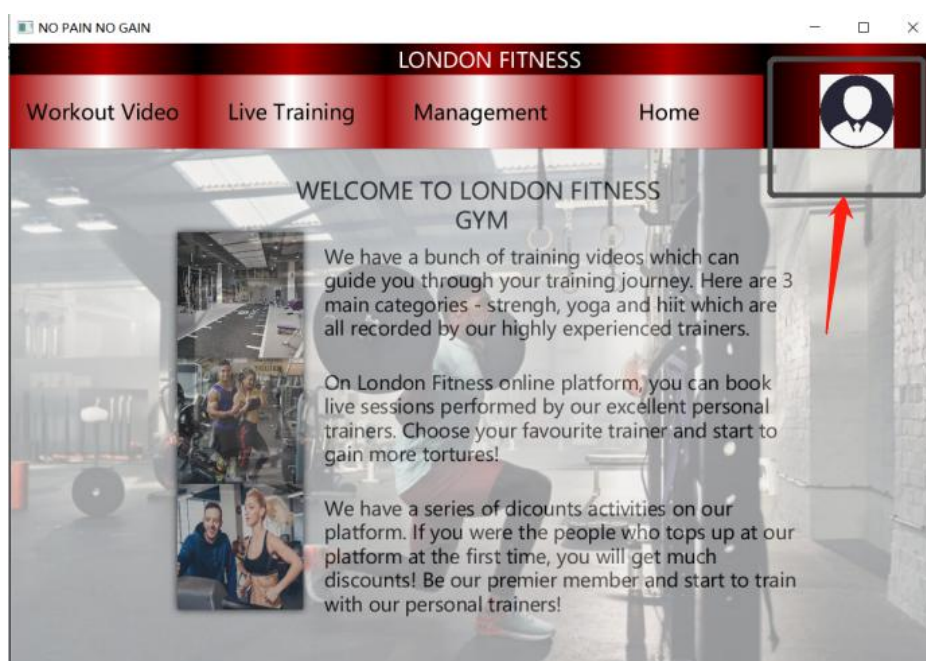 NO PAIN NO GAIN
LONDON FITNESS
Workout Video
Live Training
Management
Home
WELCOME TO LONDON FITNESS
GYM
We have a bunch of training videos which can
guide you through your training journey. Here are 3
main categories - strengh, yoga and hiit which are
all recorded by our highly experienced trainers.
On London Fitness online platform, you can book
live sessions performed by our excellent personal
trainers. Choose your favourite trainer and start to
gain more tortures!
We have a series of dicounts activities on our
platform. If you were the people who tops up at our
platform at the first time, you will get much
discounts! Be our premier member and start to train
with our personal trainers!